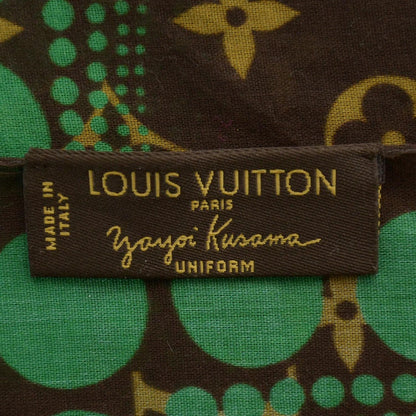 MADE IN
ITALY
LOUIS VUITTON
PARIS
Yayoi Kusama
UNIFORM